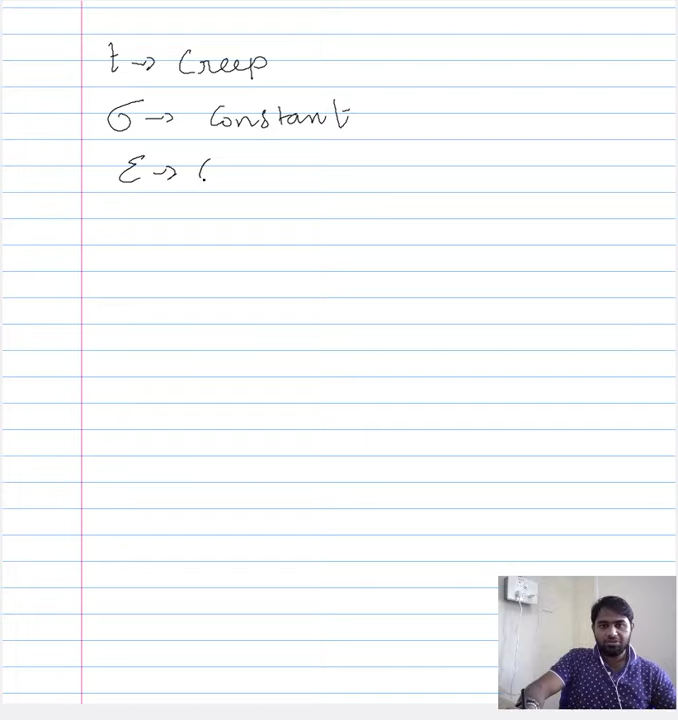 t → Creep
σ → Constant
ε → C